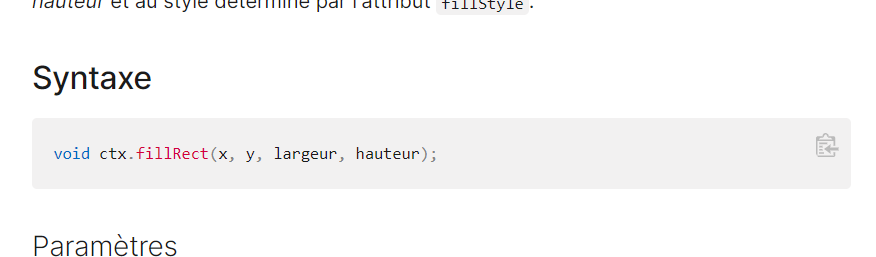 hauteur et au style déterminé par l'attribut fillStyle.
Syntaxe
void ctx.fillRect(x, y, largeur, hauteur);
Paramètres